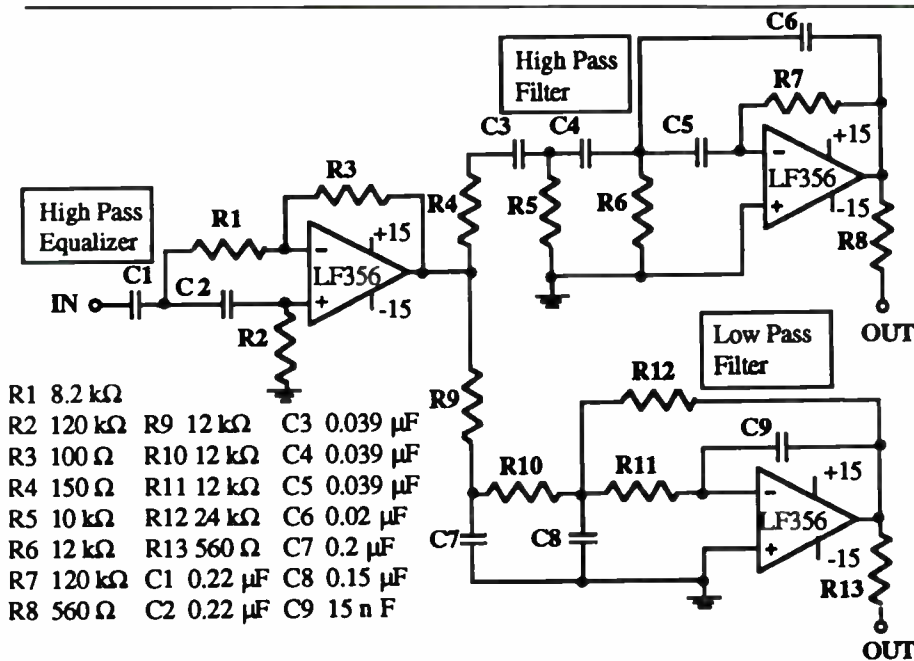 C6
High Pass
Filter
R7
C3
C4
C5
+15
LF356
-15
R4
R5
R6
R8
OUT
High Pass
Equalizer
R3
R1
+15
LF356
-15
C1
C2
IN
R2
Low Pass
Filter
R9
R12
C9
R10
R11
+15
LF356
-15
C7
C8
R13
OUT
R1 8.2 kΩ
R2 120 kΩ R9 12 kΩ C3 0.039 µF
R3 100 Ω R10 12 kΩ C4 0.039 µF
R4 150 Ω R11 12 kΩ C5 0.039 µF
R5 10 kΩ R12 24 kΩ C6 0.02 µF
R6 12 kΩ R13 560 Ω C7 0.2 µF
R7 120 kΩ C1 0.22 µF C8 0.15 µF
R8 560 Ω C2 0.22 µF C9 15 n F